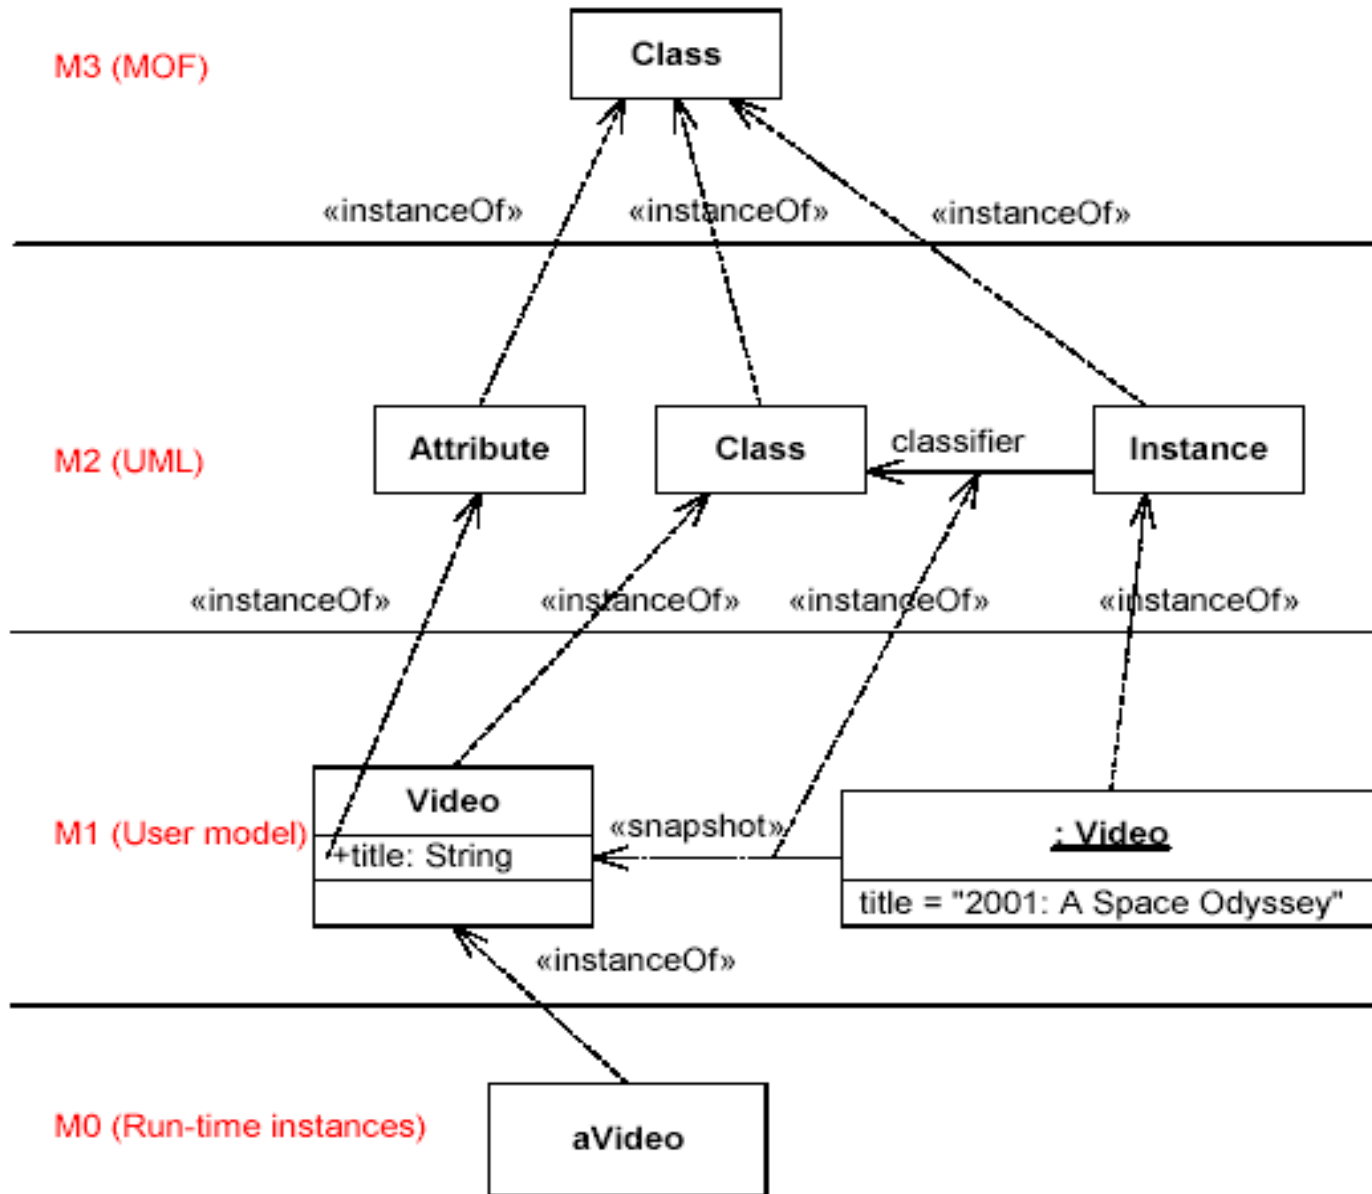 Class
M3 (MOF)
«instanceOf» «instanceOf» «instanceOf»
Attribute Class classifier Instance
M2 (UML)
«instanceOf» «instanceOf» «instanceOf» «instanceOf»
Video
«snapshot» : Video
M1 (User model)
+title: String
title = "2001: A Space Odyssey"
«instanceOf»
M0 (Run-time instances)
aVideo